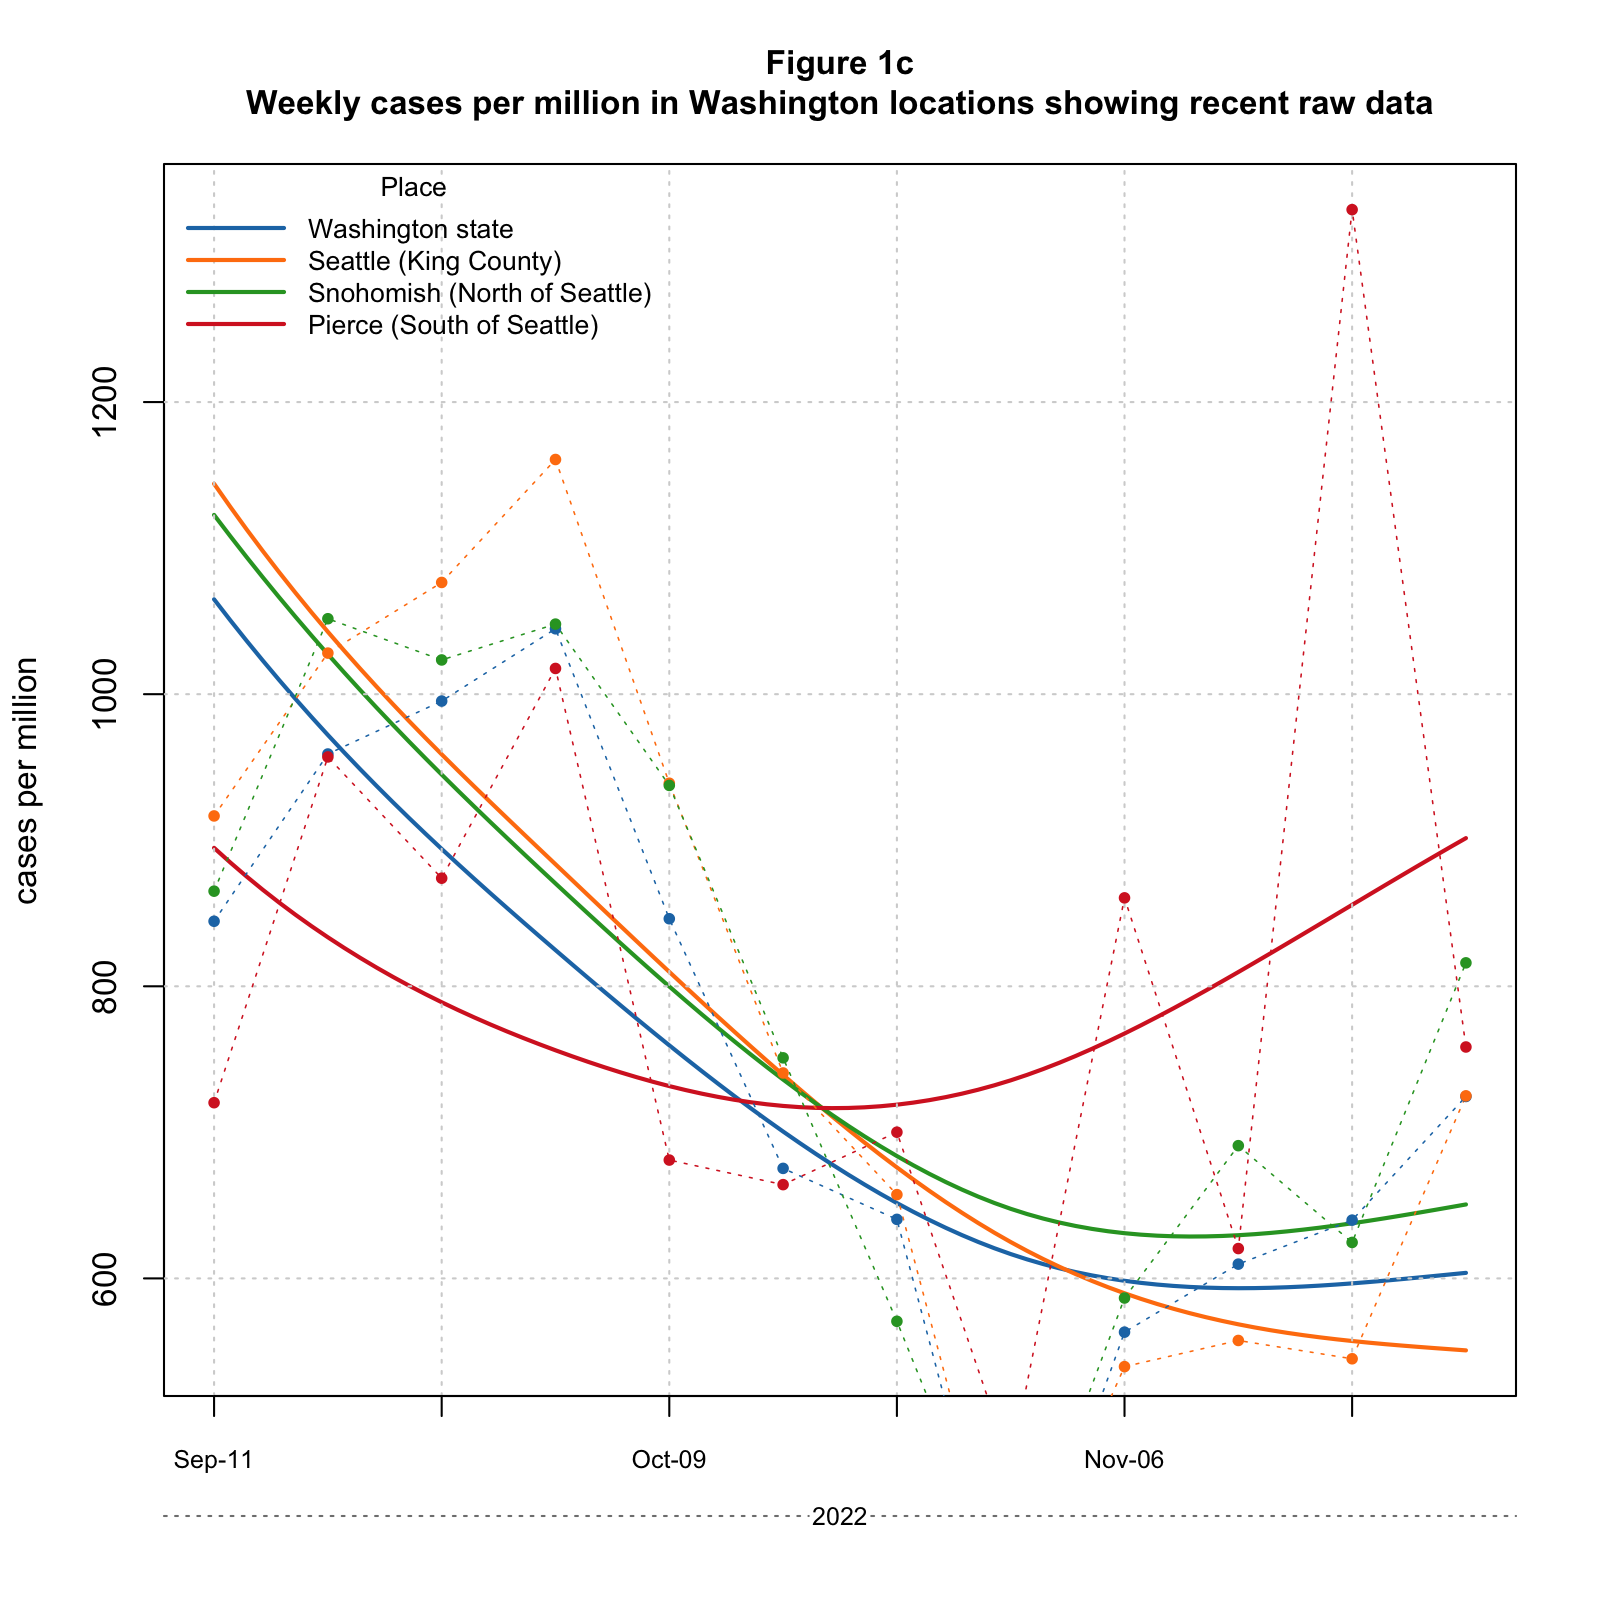 Figure 1c
Weekly cases per million in Washington locations showing recent raw data
Place
Washington state
Seattle (King County)
Snohomish (North of Seattle)
Pierce (South of Seattle)
cases per million
1200
1000
800
600
Sep-11
Oct-09
Nov-06
2022